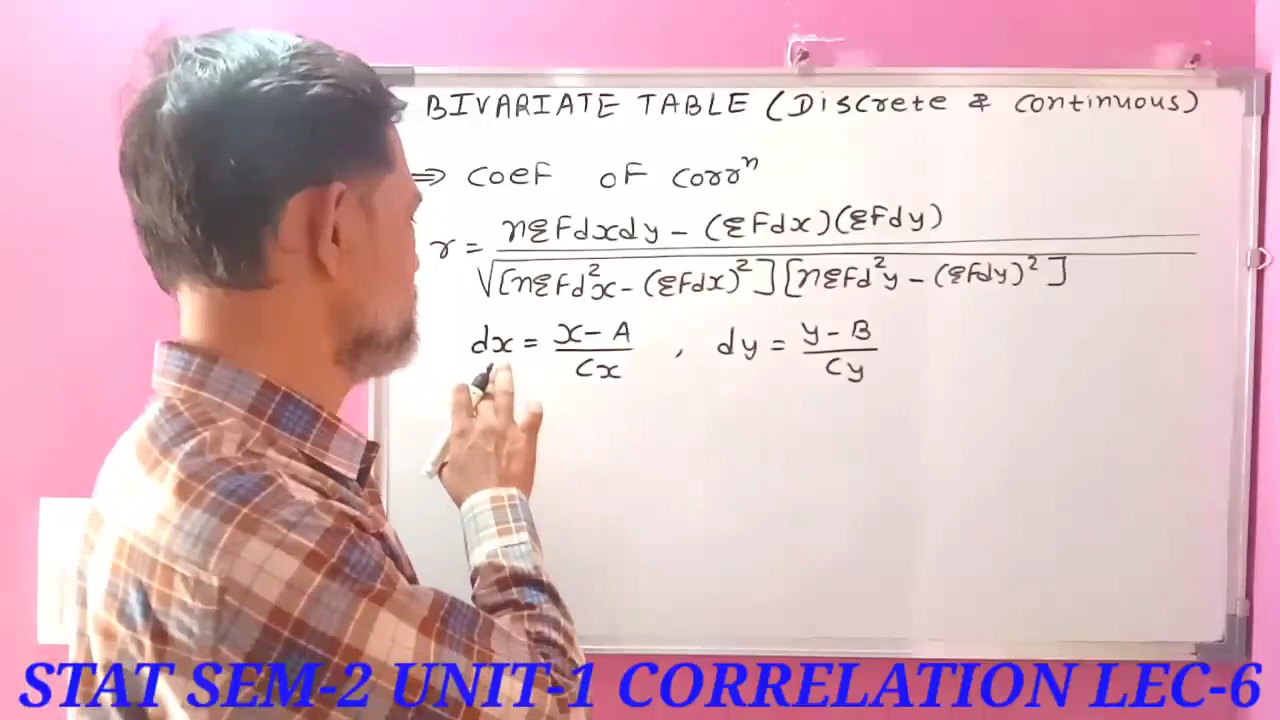 BIVARIATE TABLE (Discrete & continuous)
⇒ coef of corrⁿ
r = nΣFdxdy - (ΣFdx)(ΣFdy)
√[nΣFd²x - (ΣFdx)²][nΣFd²y - (ΣFdy)²]
dx = x - A / Cx , dy = y - B / Cy
STAT SEM-2 UNIT-1 CORRELATION LEC-6